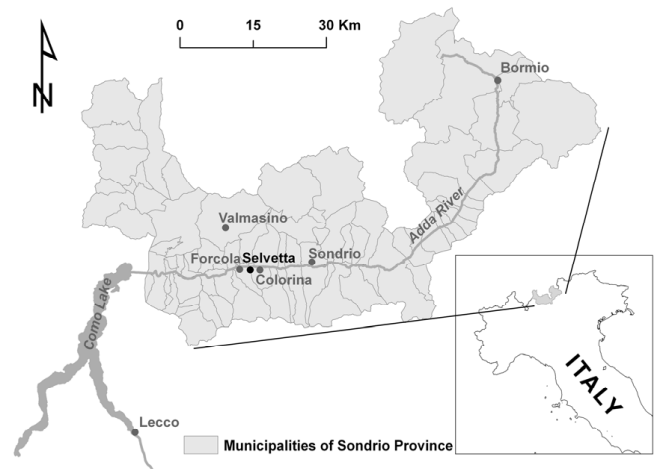 0 15 30 Km
N
Bormio
Adda River
Valmasino
Forcola Selvetta Sondrio
Colorina
Como Lake
ITALY
Lecco
Municipalities of Sondrio Province